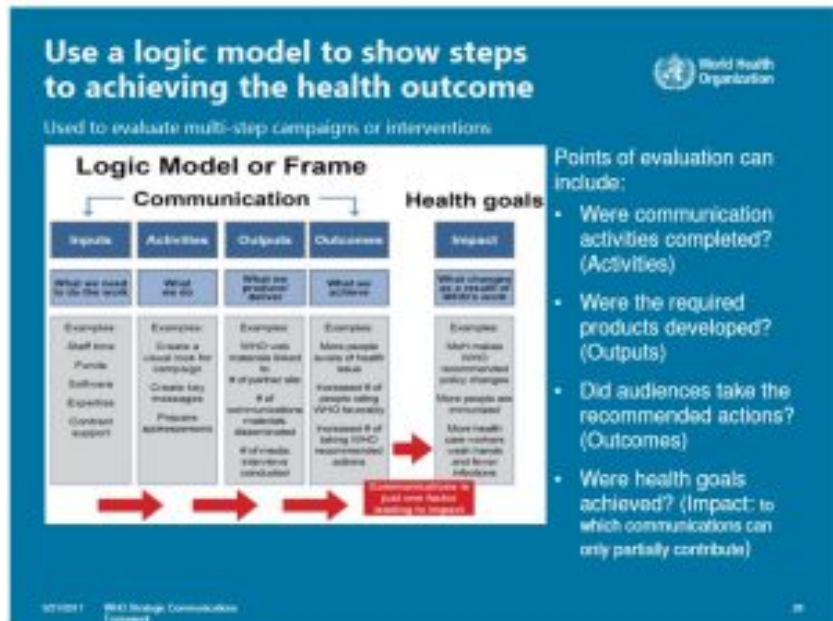 Use a logic model to show steps
to achieving the health outcome
World Health
Organization
Used to evaluate multi-step campaigns or interventions
Logic Model or Frame
Communication
Health goals
Inputs
Activities
Outputs
Outcomes
Impact
What we need
to do the work
What
we do
What we
produce/
deliver
What we
achieve
What changes
as a result of
WHO's work
Examples:
Staff time
Funds
Software
Expertise
Contract
support
Examples:
Create a
visual look for
campaign
Create key
messages
Prepare
spokespersons
Examples:
WHO web
materials linked
to
# of partner site
# of
communications
materials
disseminated
# of media
interviews
conducted
Examples:
More people
aware of health
issue
Increased # of
people rating
WHO favorably
Increased # of
taking WHO
recommended
actions
Examples:
MoH makes
WHO
recommended
policy changes
More people are
immunized
More health
care workers
wash hands
and fewer
infections
Communications is
just one factor
leading to impact
Points of evaluation can
include:
• Were communication
activities completed?
(Activities)
• Were the required
products developed?
(Outputs)
• Did audiences take the
recommended actions?
(Outcomes)
• Were health goals
achieved? (Impact: to
which communications can
only partially contribute)
WHO Strategic Communications